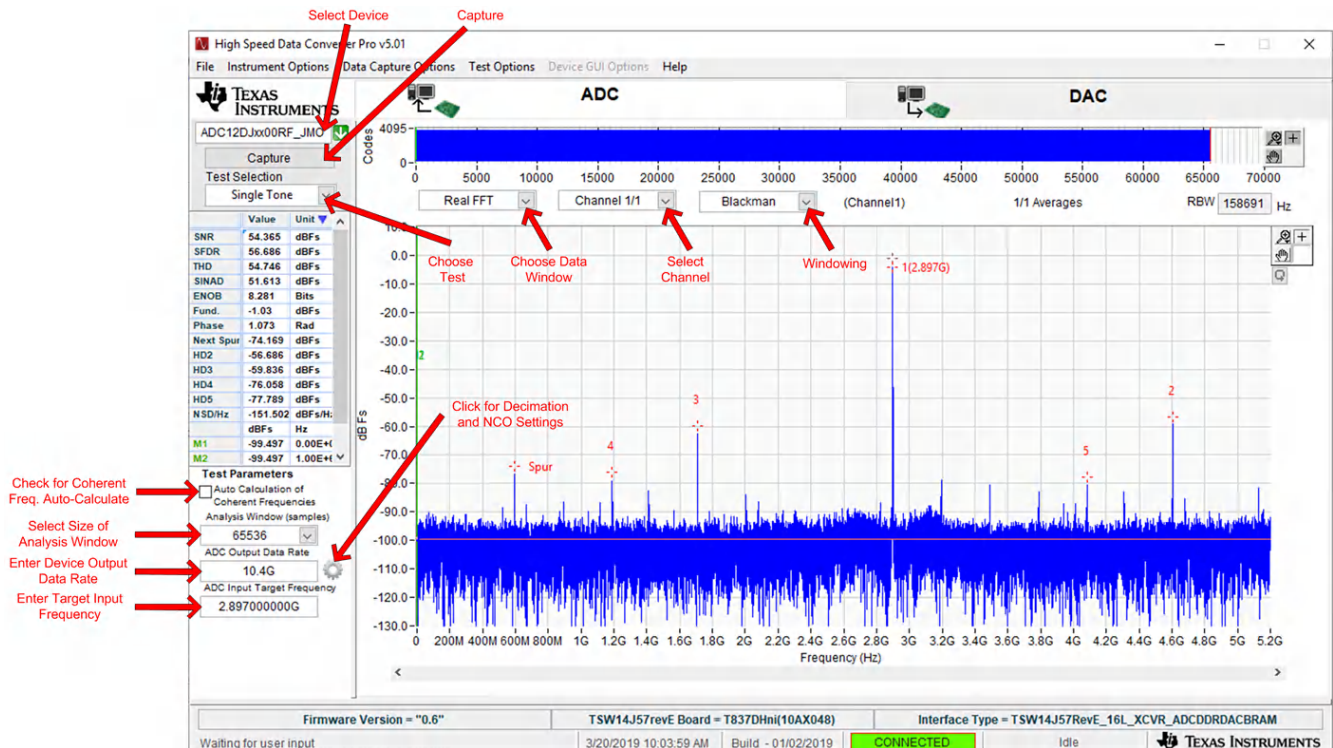 Select Device
Capture
High Speed Data Converter Pro v5.01
File Instrument Options Data Capture Options Test Options Device GUI Options Help
TEXAS INSTRUMENTS
ADC
DAC
ADC12DJxx00RF_JMO
Capture
Test Selection
Single Tone
Codes
4095
0
0 5000 10000 15000 20000 25000 30000 35000 40000 45000 50000 55000 60000 65000 70000
Real FFT
Channel 1/1
Blackman
(Channel1)
1/1 Averages
RBW 158691 Hz
Value Unit
SNR 54.365 dBFs
SFDR 56.686 dBFs
THD 54.746 dBFs
SINAD 51.613 dBFs
ENOB 8.281 Bits
Fund. -1.03 dBFs
Phase 1.073 Rad
Next Spur -74.169 dBFs
HD2 -56.686 dBFs
HD3 -59.836 dBFs
HD4 -76.058 dBFs
HD5 -77.789 dBFs
NSD/Hz -151.502 dBFs/Hz
dBFs Hz
M1 -99.497 0.00E+(
M2 -99.497 1.00E+(
Choose Test
Choose Data Window
Select Channel
Windowing
Click for Decimation and NCO Settings
10.0
0.0
-10.0
-20.0
-30.0
-40.0
-50.0
-60.0
-70.0
-80.0
-90.0
-100.0
-110.0
-120.0
-130.0
dB Fs
1(2.897G)
2
3
Spur
4
5
2
0 200M 400M 600M 800M 1G 1.2G 1.4G 1.6G 1.8G 2G 2.2G 2.4G 2.6G 2.8G 3G 3.2G 3.4G 3.6G 3.8G 4G 4.2G 4.4G 4.6G 4.8G 5G 5.2G
Frequency (Hz)
Test Parameters
Check for Coherent Freq. Auto-Calculate
Auto Calculation of Coherent Frequencies
Analysis Window (samples)
Select Size of Analysis Window
65536
ADC Output Data Rate
Enter Device Output Data Rate
10.4G
ADC Input Target Frequency
Enter Target Input Frequency
2.897000000G
Firmware Version = "0.6"
TSW14J57revE Board = T837DHni(10AX048)
Interface Type = TSW14J57RevE_16L_XCVR_ADCDDRDACBRAM
Waiting for user input
3/20/2019 10:03:59 AM
Build - 01/02/2019
CONNECTED
Idle
TEXAS INSTRUMENTS